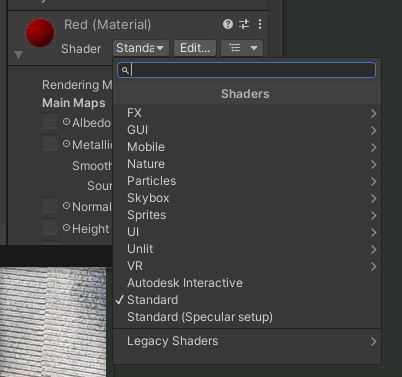 Red (Material)
Shader Standa Edit...
Shaders
Rendering M
Main Maps
Albedo
Metallic
Smooth
Sour
Normal
Height
FX
GUI
Mobile
Nature
Particles
Skybox
Sprites
UI
Unlit
VR
Autodesk Interactive
Standard
Standard (Specular setup)
Legacy Shaders